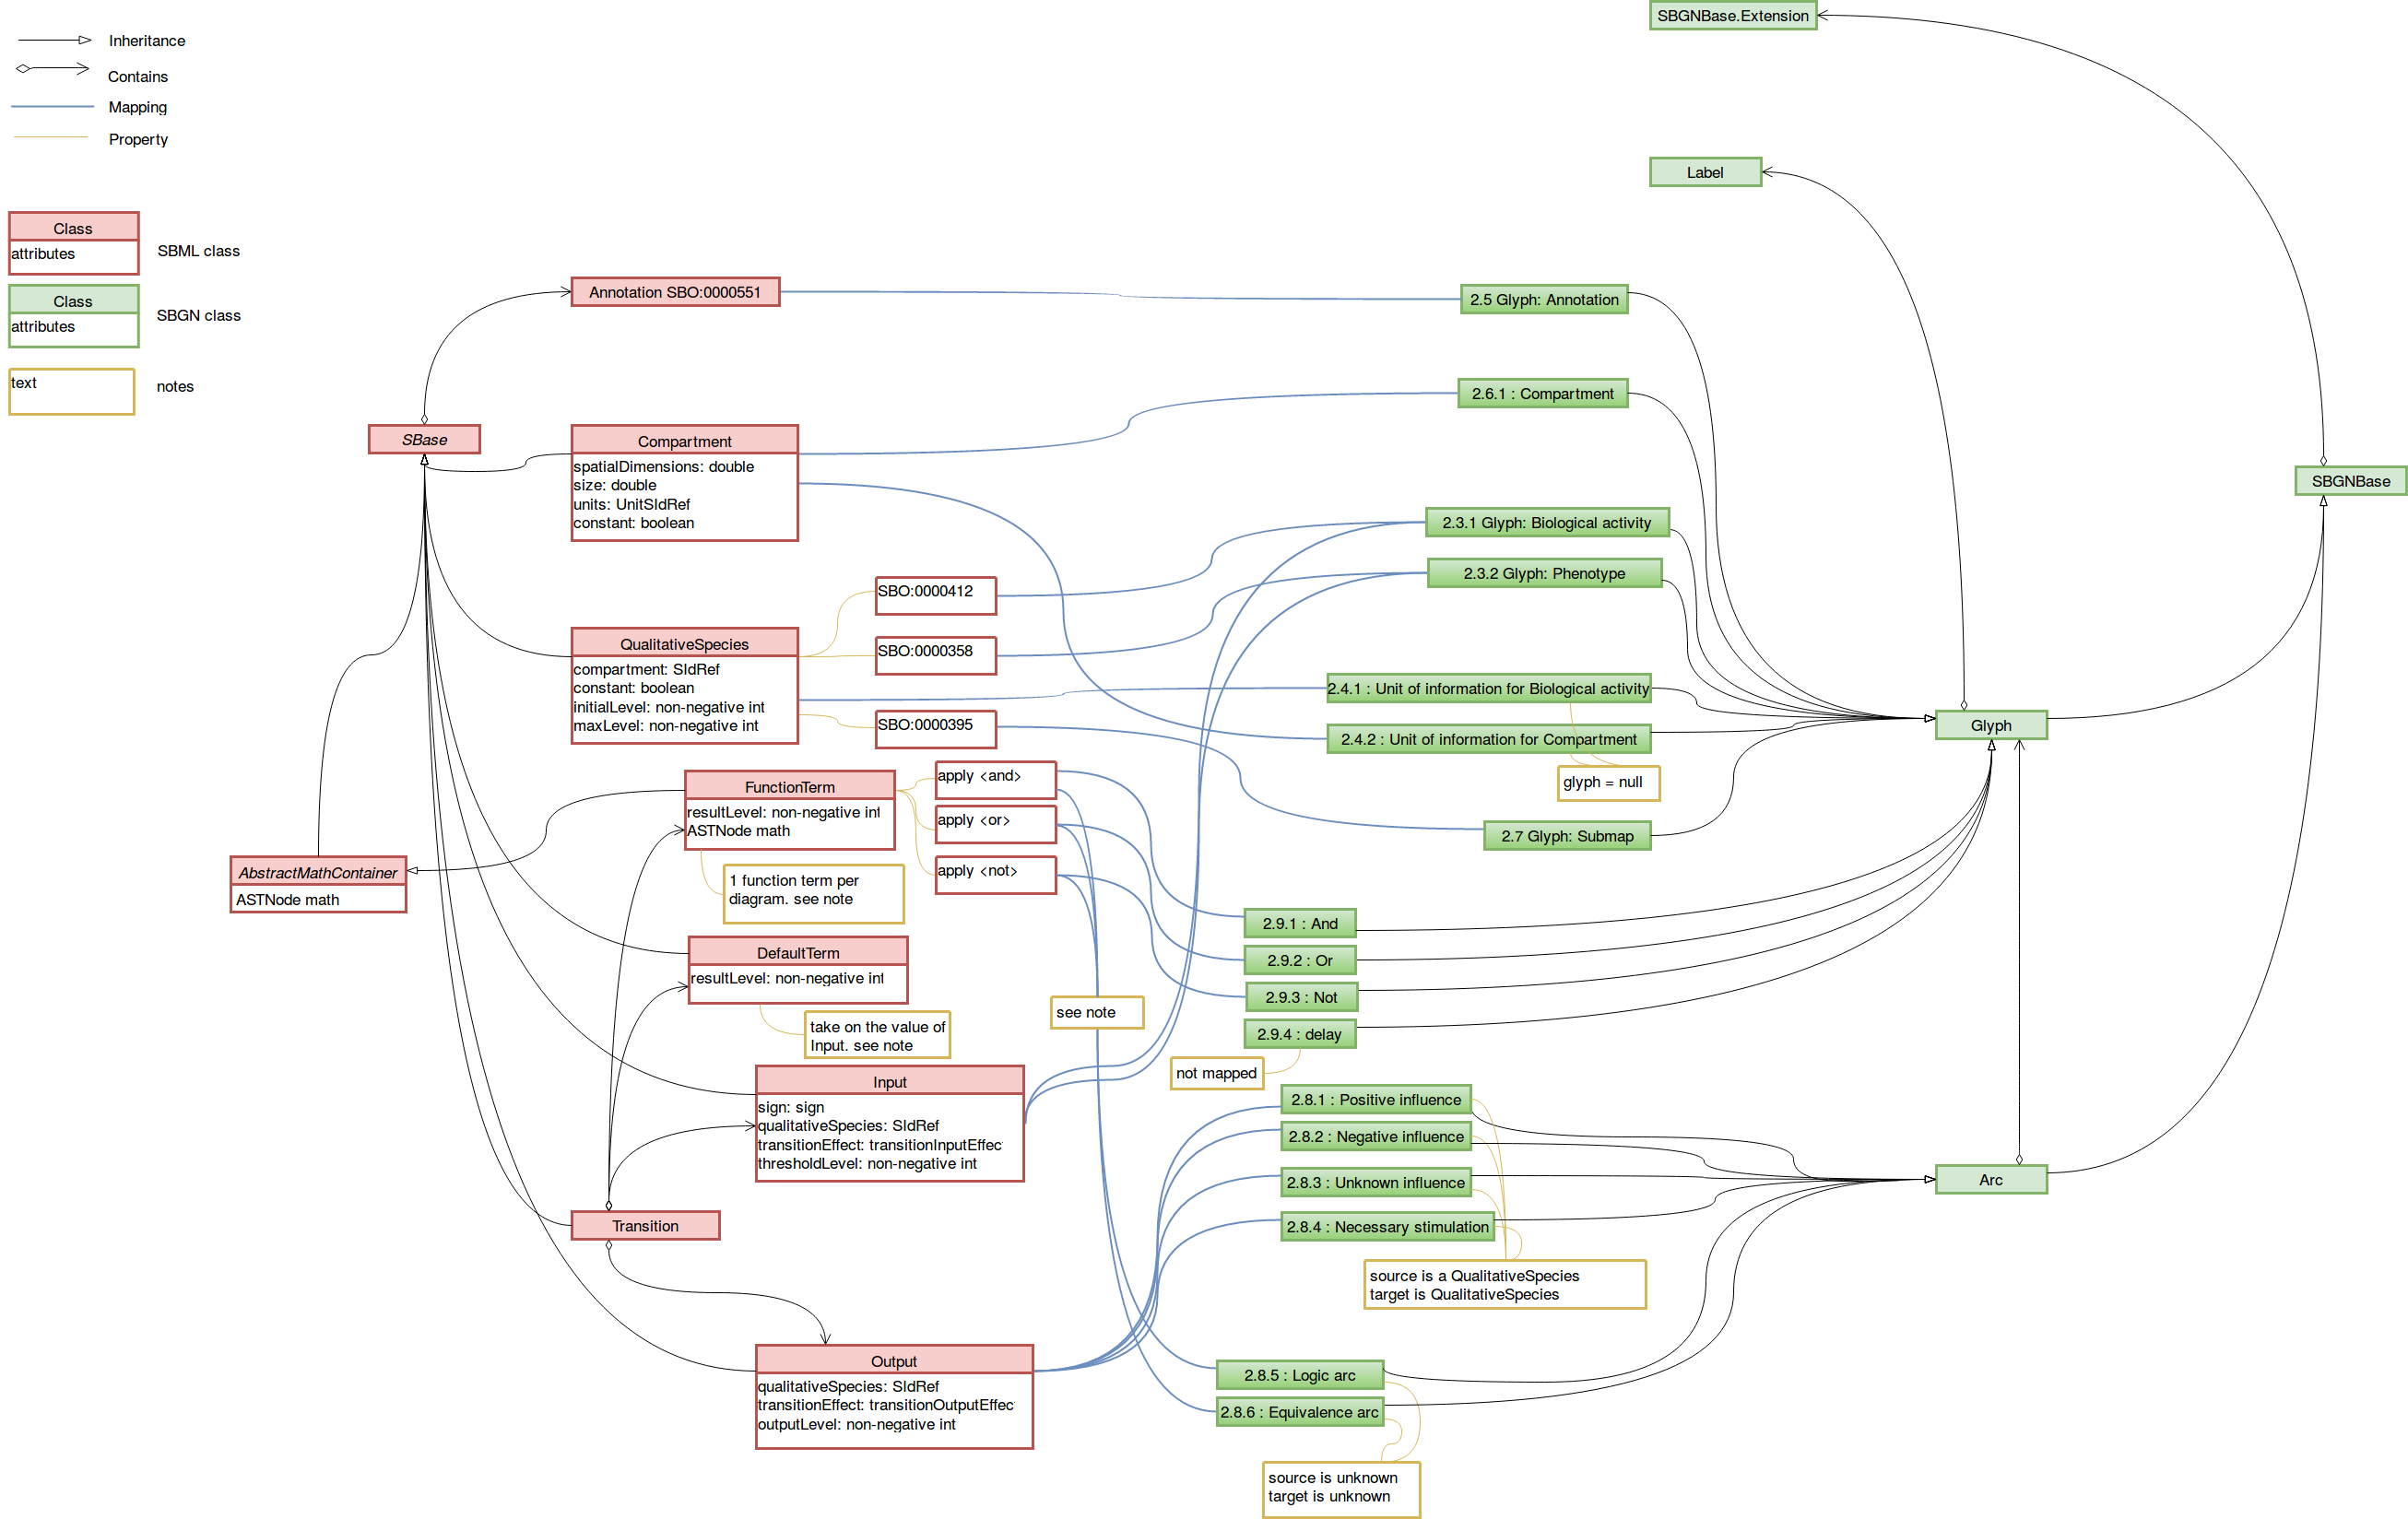 Inheritance
Contains
Mapping
Property
Class
attributes
SBML class
Class
attributes
SBGN class
text
notes
SBGNBase.Extension
Label
Annotation SBO:0000551
2.5 Glyph: Annotation
2.6.1 : Compartment
SBase
Compartment
spatialDimensions: double
size: double
units: UnitSIdRef
constant: boolean
SBGNBase
2.3.1 Glyph: Biological activity
2.3.2 Glyph: Phenotype
SBO:0000412
SBO:0000358
SBO:0000395
QualitativeSpecies
compartment: SIdRef
constant: boolean
initialLevel: non-negative int
maxLevel: non-negative int
2.4.1 : Unit of information for Biological activity
2.4.2 : Unit of information for Compartment
Glyph
glyph = null
2.7 Glyph: Submap
FunctionTerm
resultLevel: non-negative int
ASTNode math
apply <and>
apply <or>
apply <not>
AbstractMathContainer
ASTNode math
1 function term per
diagram. see note
2.9.1 : And
2.9.2 : Or
2.9.3 : Not
2.9.4 : delay
DefaultTerm
resultLevel: non-negative int
see note
take on the value of
Input. see note
not mapped
Input
sign: sign
qualitativeSpecies: SIdRef
transitionEffect: transitionInputEffec
thresholdLevel: non-negative int
2.8.1 : Positive influence
2.8.2 : Negative influence
2.8.3 : Unknown influence
2.8.4 : Necessary stimulation
Arc
Transition
source is a QualitativeSpecies
target is QualitativeSpecies
Output
qualitativeSpecies: SIdRef
transitionEffect: transitionOutputEffec
outputLevel: non-negative int
2.8.5 : Logic arc
2.8.6 : Equivalence arc
source is unknown
target is unknown